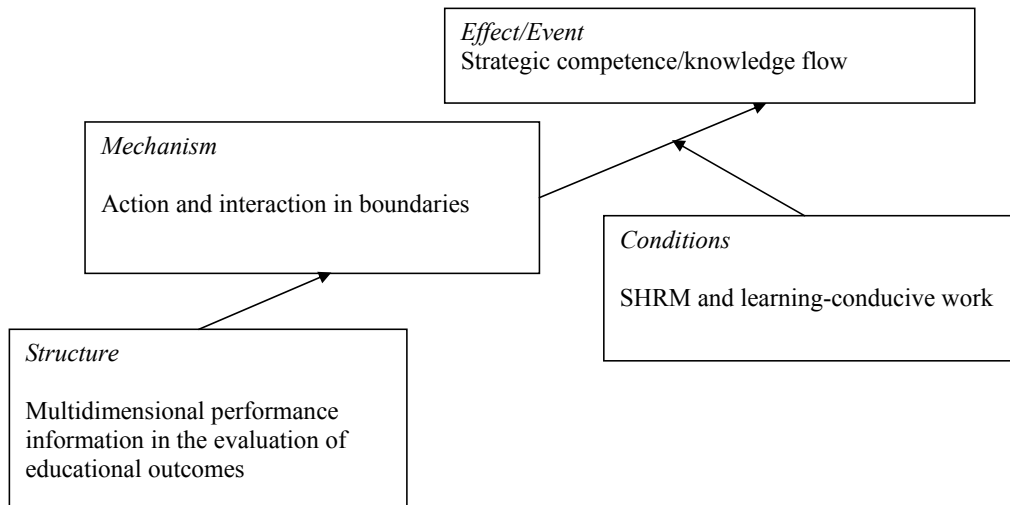 Effect/Event
Strategic competence/knowledge flow
Mechanism
Action and interaction in boundaries
Conditions
SHRM and learning-conducive work
Structure
Multidimensional performance
information in the evaluation of
educational outcomes